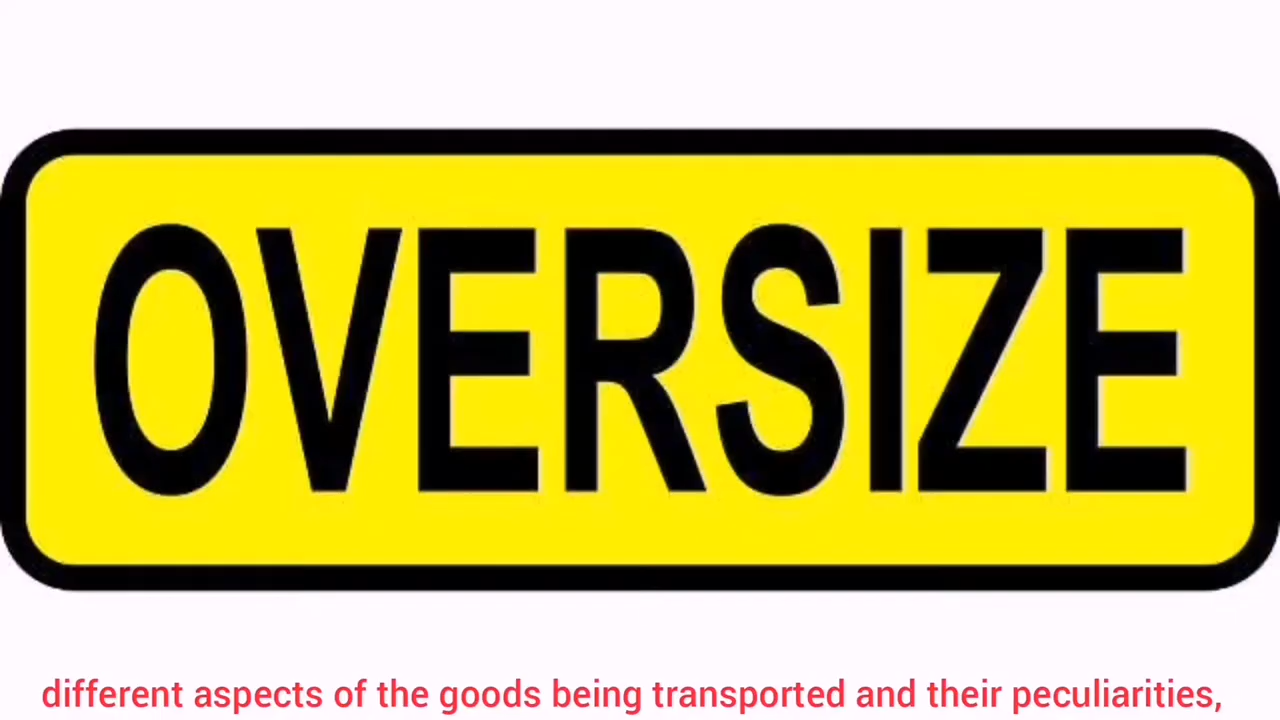 OVERSIZE
different aspects of the goods being transported and their peculiarities,